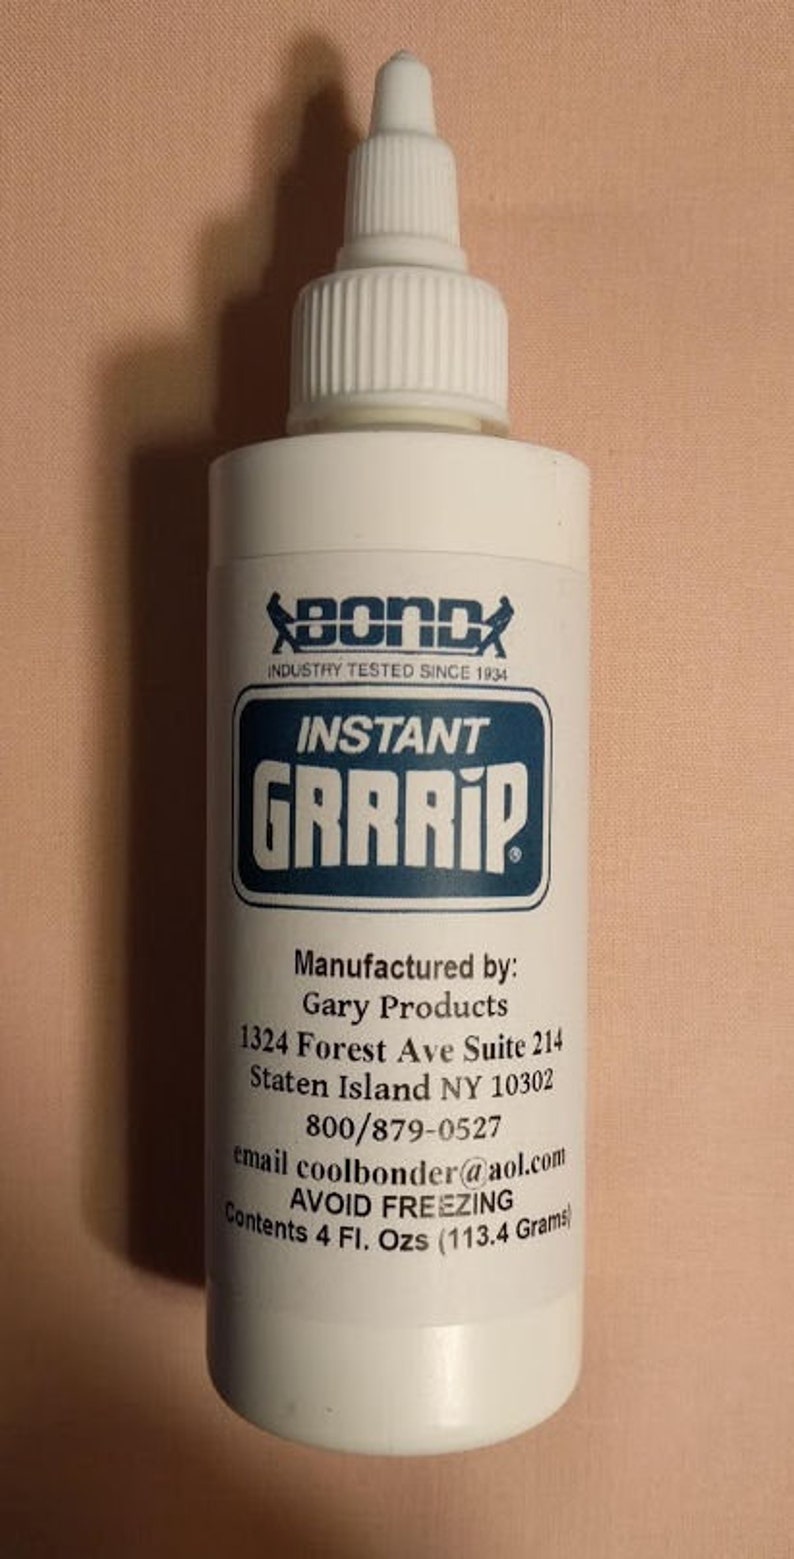 BOND
INDUSTRY TESTED SINCE 1934
INSTANT
GRRRiP®
Manufactured by:
Gary Products
1324 Forest Ave Suite 214
Staten Island NY 10302
800/879-0527
email coolbonder@aol.com
AVOID FREEZING
Contents 4 Fl. Ozs (113.4 Grams)